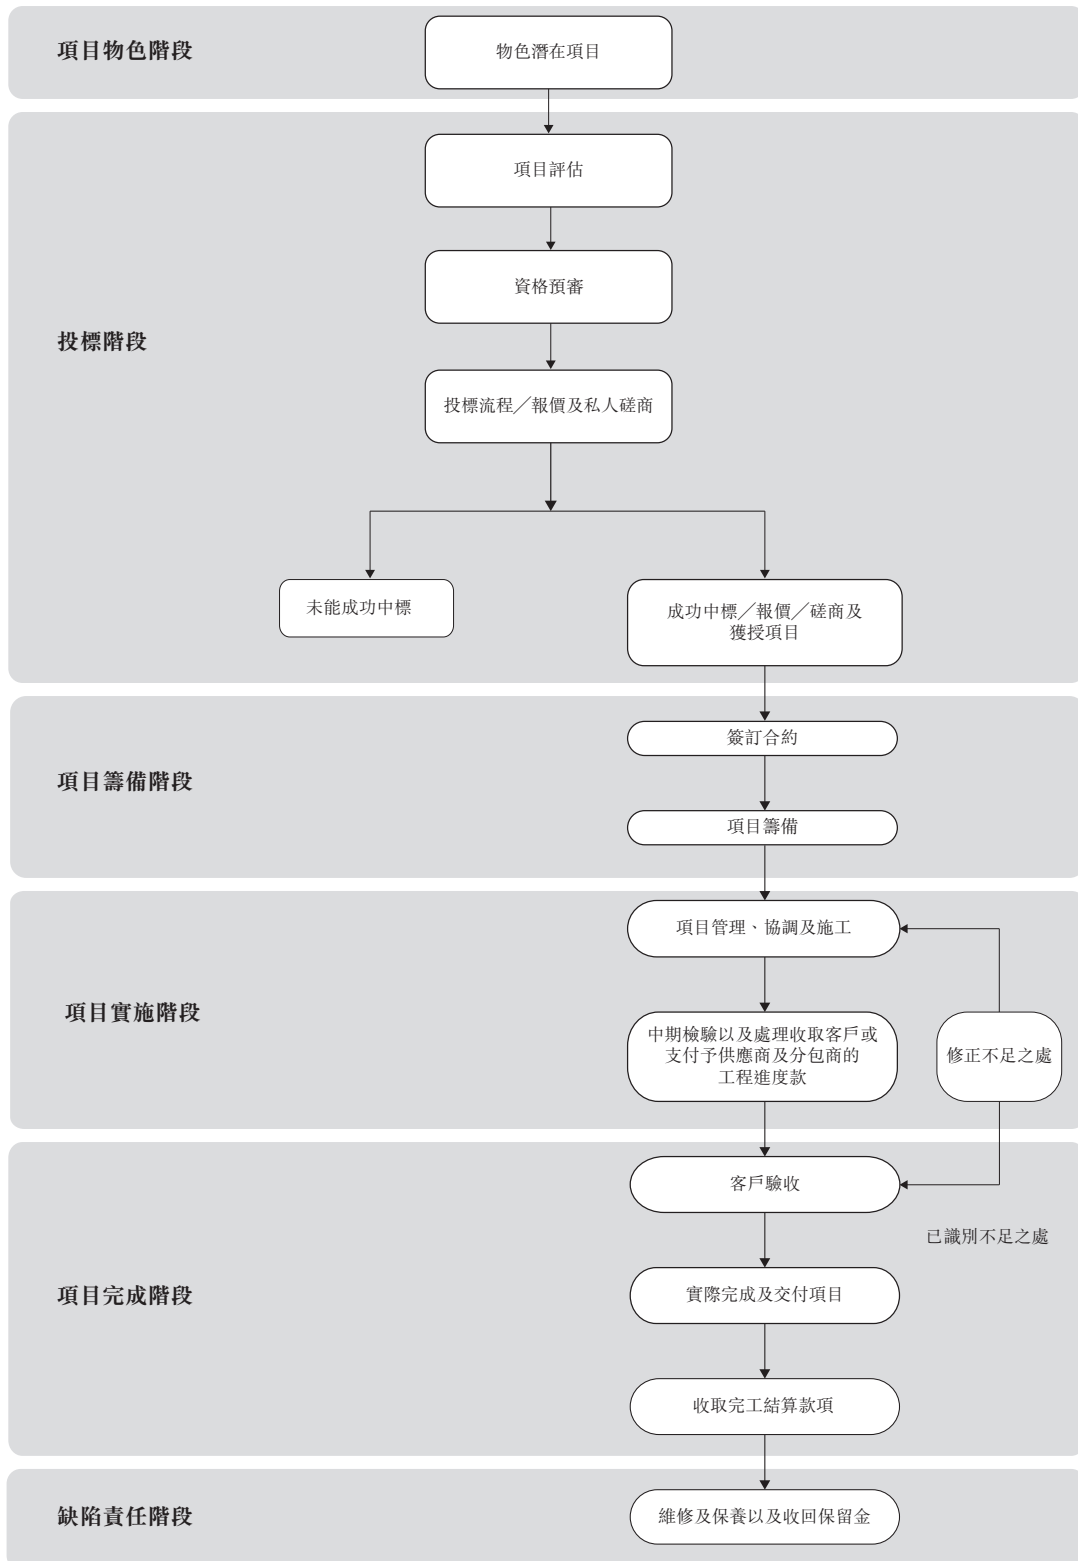 項目物色階段
物色潛在項目
項目評估
資格預審
投標階段
投標流程╱報價及私人磋商
未能成功中標
成功中標╱報價╱磋商及
獲授項目
簽訂合約
項目籌備階段
項目籌備
項目管理、協調及施工
項目實施階段
中期檢驗以及處理收取客戶或
支付予供應商及分包商的
工程進度款
修正不足之處
客戶驗收
已識別不足之處
項目完成階段
實際完成及交付項目
收取完工結算款項
缺陷責任階段
維修及保養以及收回保留金